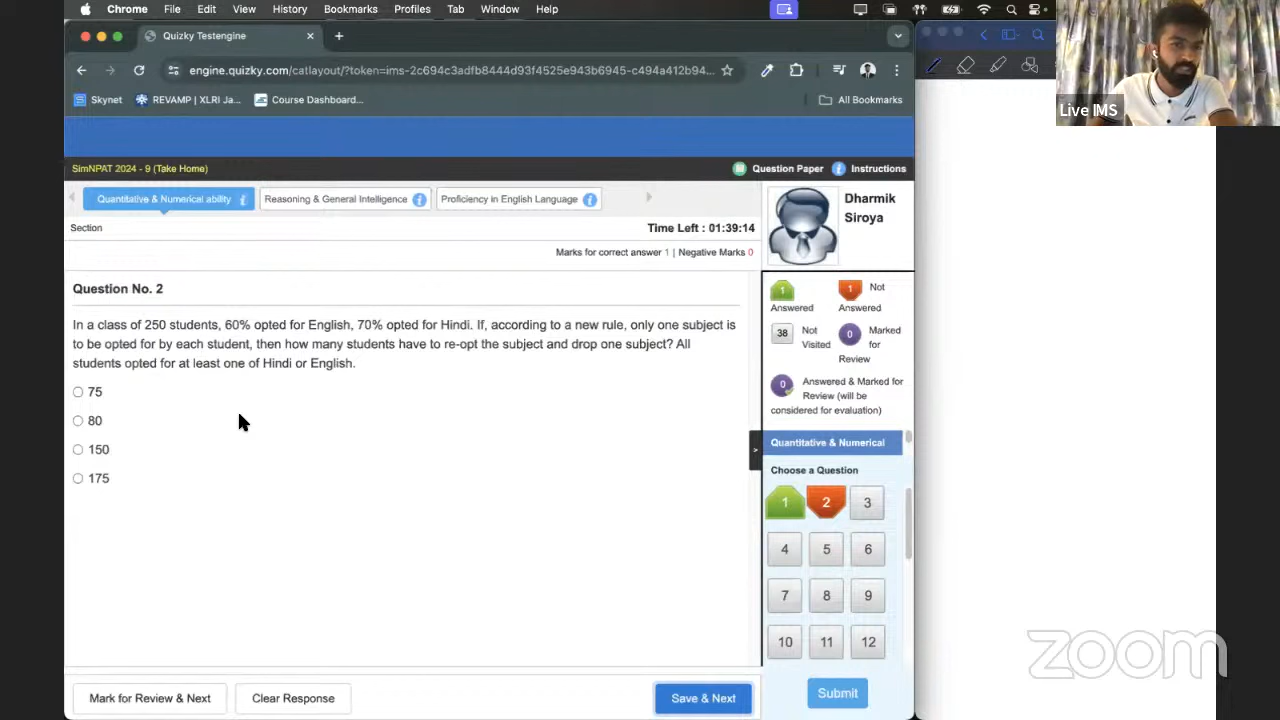 Chrome File Edit View History Bookmarks Profiles Tab Window Help
Quizky Testengine
engine.quizky.com/catlayout/?token=ims-2c694c3adfb8444d93f4525e943b6945-c494a412b94...
Skynet REVAMP | XLRI Ja... Course Dashboard... All Bookmarks
Live IMS
SimNPAT 2024 - 9 (Take Home) Question Paper Instructions
Quantitative & Numerical ability Reasoning & General Intelligence Proficiency in English Language
Dharmik
Siroya
Section Time Left : 01:39:14
Marks for correct answer 1 | Negative Marks 0
Question No. 2
In a class of 250 students, 60% opted for English, 70% opted for Hindi. If, according to a new rule, only one subject is
to be opted for by each student, then how many students have to re-opt the subject and drop one subject? All
students opted for at least one of Hindi or English.
75
80
150
175
1 Answered
1 Not Answered
38 Not Visited
0 Marked for Review
0 Answered & Marked for Review (will be considered for evaluation)
Quantitative & Numerical
Choose a Question
1 2 3
4 5 6
7 8 9
10 11 12
Mark for Review & Next Clear Response Save & Next Submit
zoom